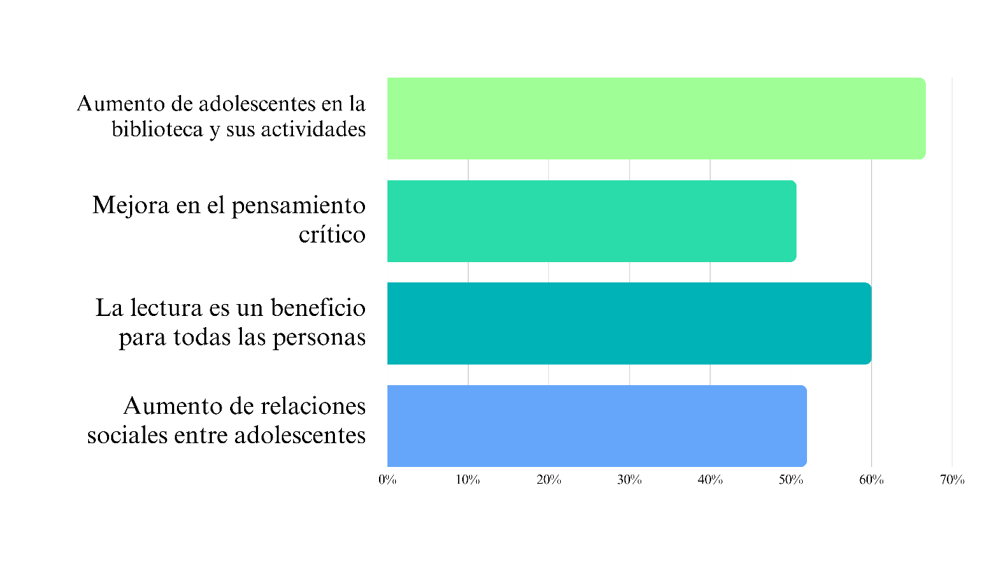 Aumento de adolescentes en la
biblioteca y sus actividades
Mejora en el pensamiento
crítico
La lectura es un beneficio
para todas las personas
Aumento de relaciones
sociales entre adolescentes
0% 10% 20% 30% 40% 50% 60% 70%